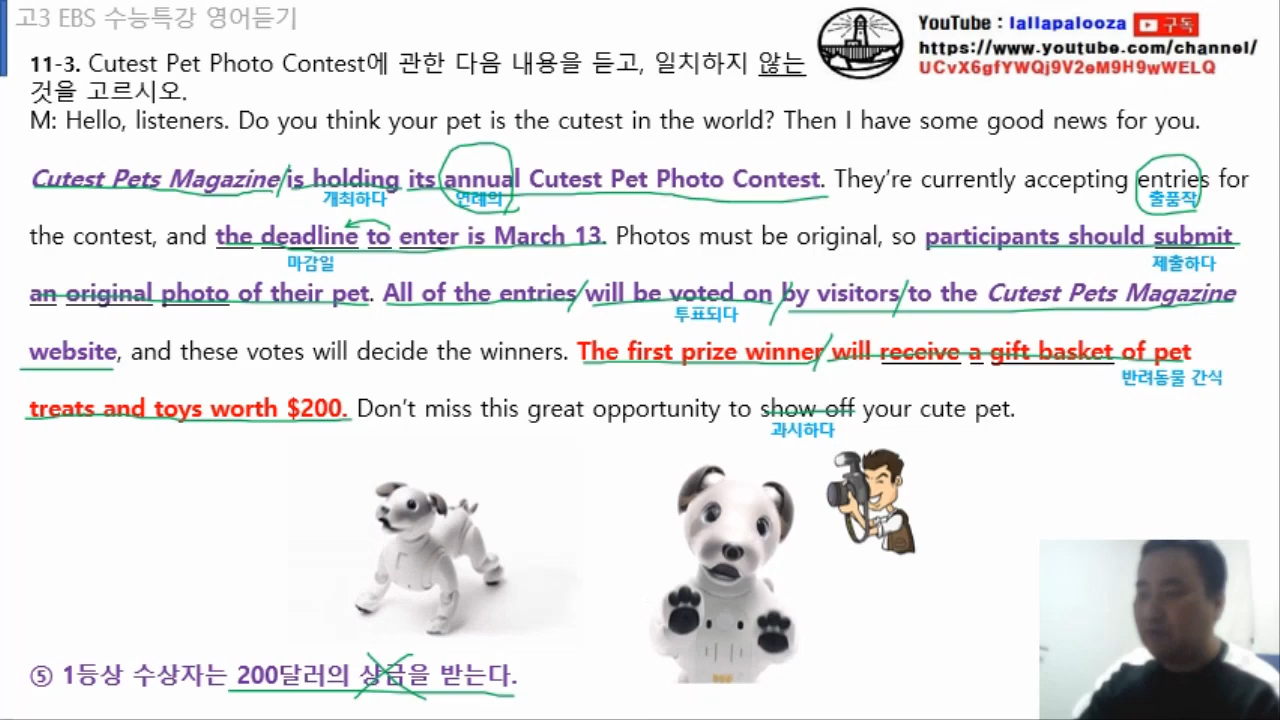 고3 EBS 수능특강 영어듣기
YouTube : lallapalooza 구독
https://www.youtube.com/channel/
UCvX6gfYWQj9V2eM9H9wWELQ
11-3. Cutest Pet Photo Contest에 관한 다음 내용을 듣고, 일치하지 않는
것을 고르시오.
M: Hello, listeners. Do you think your pet is the cutest in the world? Then I have some good news for you.
Cutest Pets Magazine is holding its annual Cutest Pet Photo Contest. They're currently accepting entries for
개최하다 연례의 출품작
the contest, and the deadline to enter is March 13. Photos must be original, so participants should submit
마감일 제출하다
an original photo of their pet. All of the entries will be voted on by visitors to the Cutest Pets Magazine
투표되다
website, and these votes will decide the winners. The first prize winner will receive a gift basket of pet
반려동물 간식
treats and toys worth $200. Don't miss this great opportunity to show off your cute pet.
과시하다
⑤ 1등상 수상자는 200달러의 상금을 받는다.